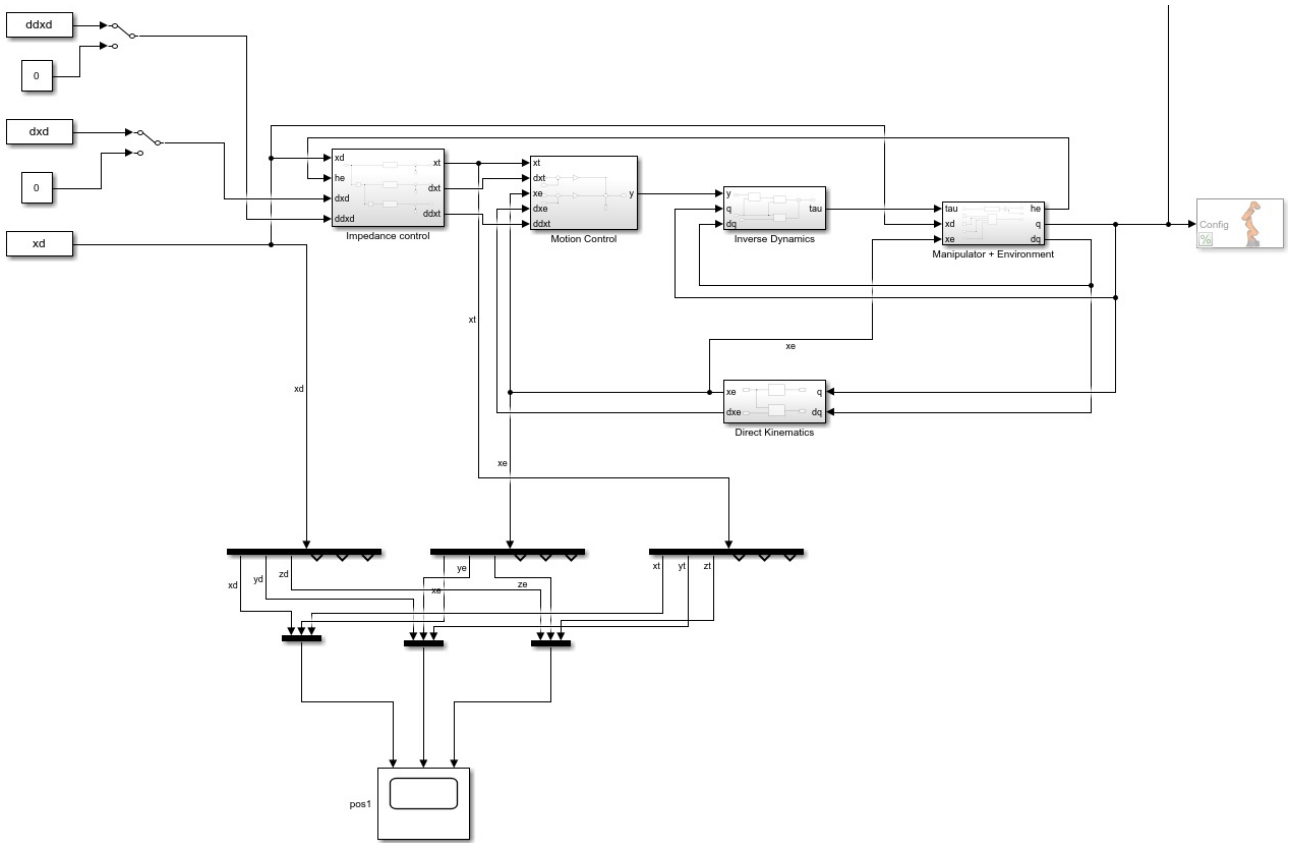 ddxd
0
dxd
0
xd
xd
he
dxd
ddxd
xt
dxt
ddxt
Impedance control
xt
dxt
xe
dxe
ddxt
y
Motion Control
y
q
dq
tau
Inverse Dynamics
tau
xd
xe
he
q
dq
Manipulator + Environment
Config
%
xt
xe
xd
xe
dxe
q
dq
Direct Kinematics
xe
xd
yd
zd
xe
ye
ze
xt
yt
zt
pos1